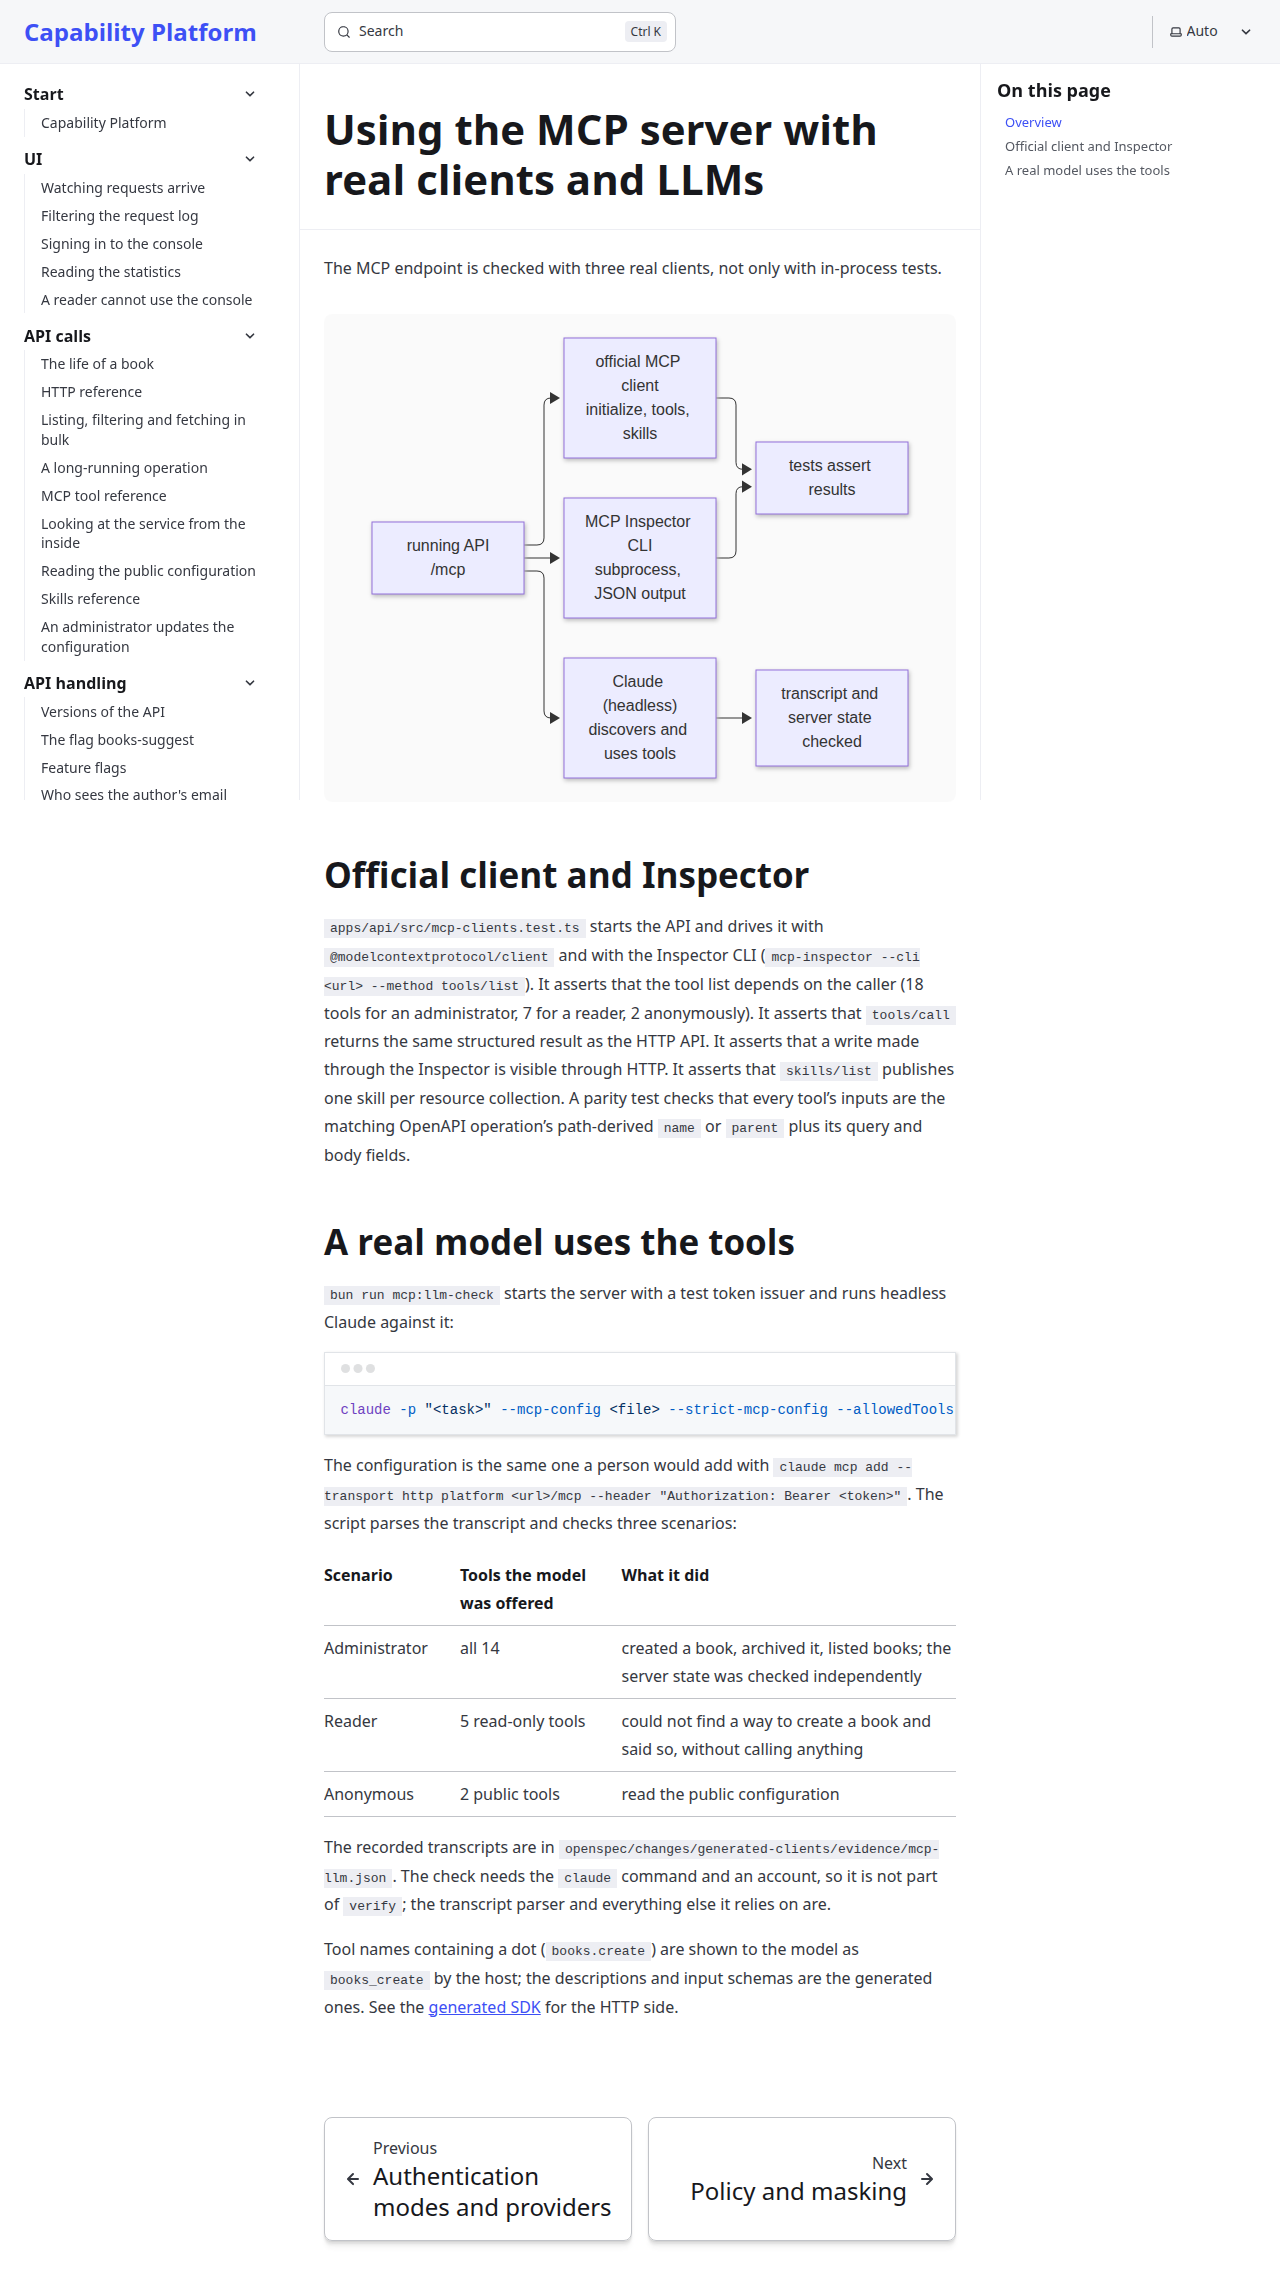 Capability Platform
Search
Ctrl K
Auto
Start
Capability Platform
UI
Watching requests arrive
Filtering the request log
Signing in to the console
Reading the statistics
A reader cannot use the console
API calls
The life of a book
HTTP reference
Listing, filtering and fetching in
bulk
A long-running operation
MCP tool reference
Looking at the service from the
inside
Reading the public configuration
Skills reference
An administrator updates the
configuration
API handling
Versions of the API
The flag books-suggest
Feature flags
Who sees the author's email
Using the MCP server with
real clients and LLMs
The MCP endpoint is checked with three real clients, not only with in-process tests.
running API
/mcp
official MCP
client
initialize, tools,
skills
MCP Inspector
CLI
subprocess,
JSON output
Claude
(headless)
discovers and
uses tools
tests assert
results
transcript and
server state
checked
Official client and Inspector
apps/api/src/mcp-clients.test.ts starts the API and drives it with
@modelcontextprotocol/client and with the Inspector CLI (mcp-inspector --cli
<url> --method tools/list). It asserts that the tool list depends on the caller (18
tools for an administrator, 7 for a reader, 2 anonymously). It asserts that tools/call
returns the same structured result as the HTTP API. It asserts that a write made
through the Inspector is visible through HTTP. It asserts that skills/list publishes
one skill per resource collection. A parity test checks that every tool’s inputs are the
matching OpenAPI operation’s path-derived name or parent plus its query and
body fields.
A real model uses the tools
bun run mcp:llm-check starts the server with a test token issuer and runs headless
Claude against it:
claude -p "<task>" --mcp-config <file> --strict-mcp-config --allowedTools
The configuration is the same one a person would add with claude mcp add --
transport http platform <url>/mcp --header "Authorization: Bearer <token>". The
script parses the transcript and checks three scenarios:
Scenario
Tools the model
was offered
What it did
Administrator
all 14
created a book, archived it, listed books; the
server state was checked independently
Reader
5 read-only tools
could not find a way to create a book and
said so, without calling anything
Anonymous
2 public tools
read the public configuration
The recorded transcripts are in openspec/changes/generated-clients/evidence/mcp-
llm.json. The check needs the claude command and an account, so it is not part
of verify; the transcript parser and everything else it relies on are.
Tool names containing a dot (books.create) are shown to the model as
books_create by the host; the descriptions and input schemas are the generated
ones. See the generated SDK for the HTTP side.
Previous
Authentication
modes and providers
Next
Policy and masking
On this page
Overview
Official client and Inspector
A real model uses the tools